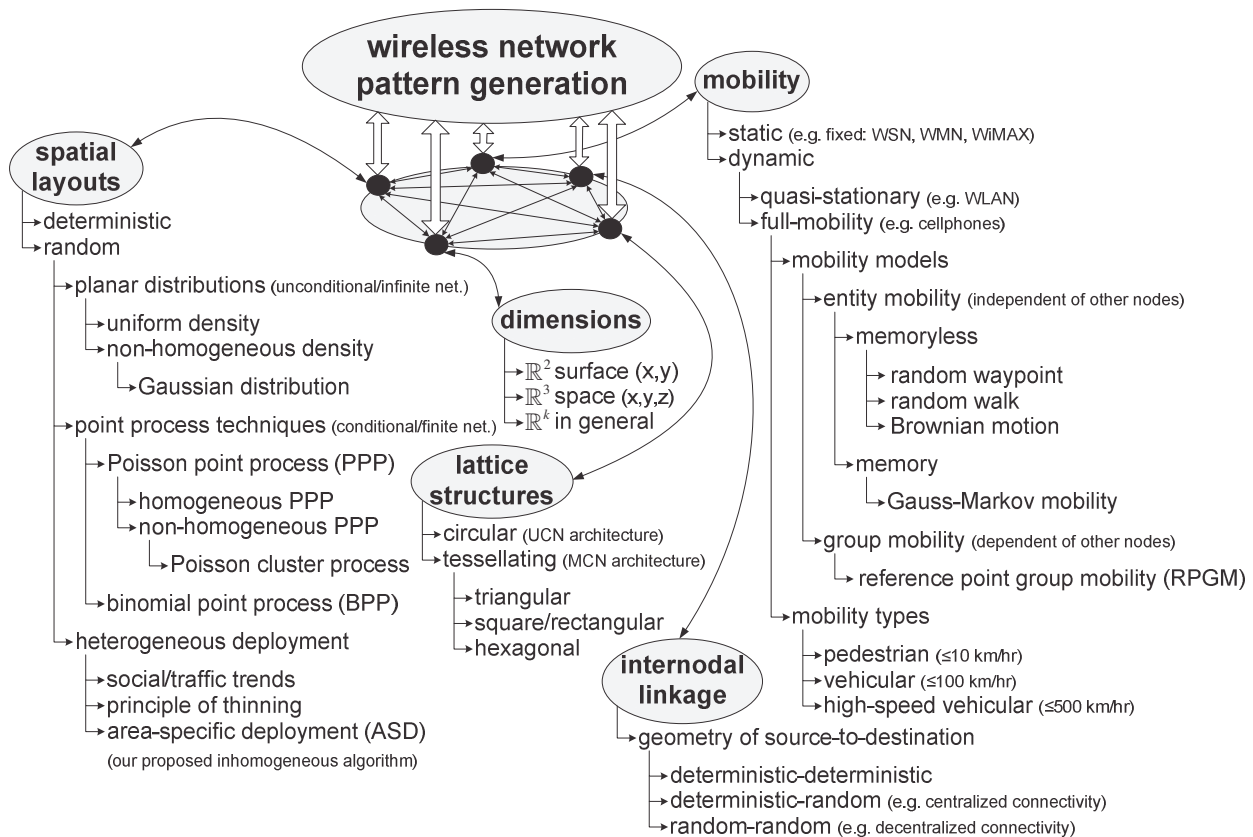 wireless network
pattern generation
spatial
layouts
deterministic
random
planar distributions (unconditional/infinite net.)
uniform density
non-homogeneous density
Gaussian distribution
point process techniques (conditional/finite net.)
Poisson point process (PPP)
homogeneous PPP
non-homogeneous PPP
Poisson cluster process
binomial point process (BPP)
heterogeneous deployment
social/traffic trends
principle of thinning
area-specific deployment (ASD)
(our proposed inhomogeneous algorithm)
dimensions
ℝ² surface (x,y)
ℝ³ space (x,y,z)
ℝᵏ in general
lattice
structures
circular (UCN architecture)
tessellating (MCN architecture)
triangular
square/rectangular
hexagonal
internodal
linkage
geometry of source-to-destination
deterministic-deterministic
deterministic-random (e.g. centralized connectivity)
random-random (e.g. decentralized connectivity)
mobility
static (e.g. fixed: WSN, WMN, WiMAX)
dynamic
quasi-stationary (e.g. WLAN)
full-mobility (e.g. cellphones)
mobility models
entity mobility (independent of other nodes)
memoryless
random waypoint
random walk
Brownian motion
memory
Gauss-Markov mobility
group mobility (dependent of other nodes)
reference point group mobility (RPGM)
mobility types
pedestrian (≤10 km/hr)
vehicular (≤100 km/hr)
high-speed vehicular (≤500 km/hr)